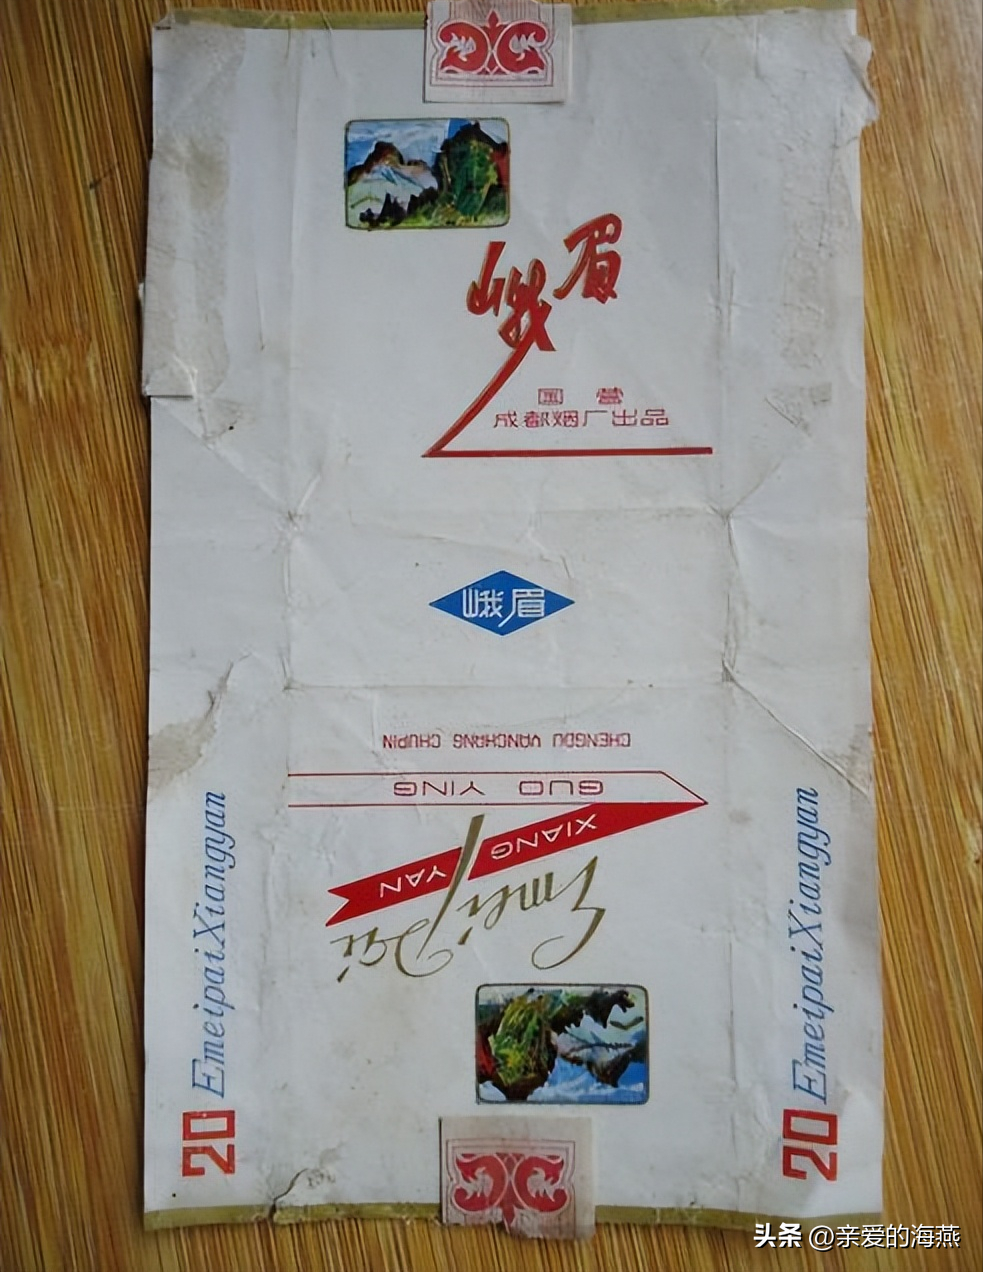 峨眉
国营
成都烟厂出品
峨眉
CHENGDU YANCHANG CHUPIN
GUO YING
XIANG YAN
Emei Pai
20 EmeipaiXiangyan
20 EmeipaiXiangyan
头条 @亲爱的海燕